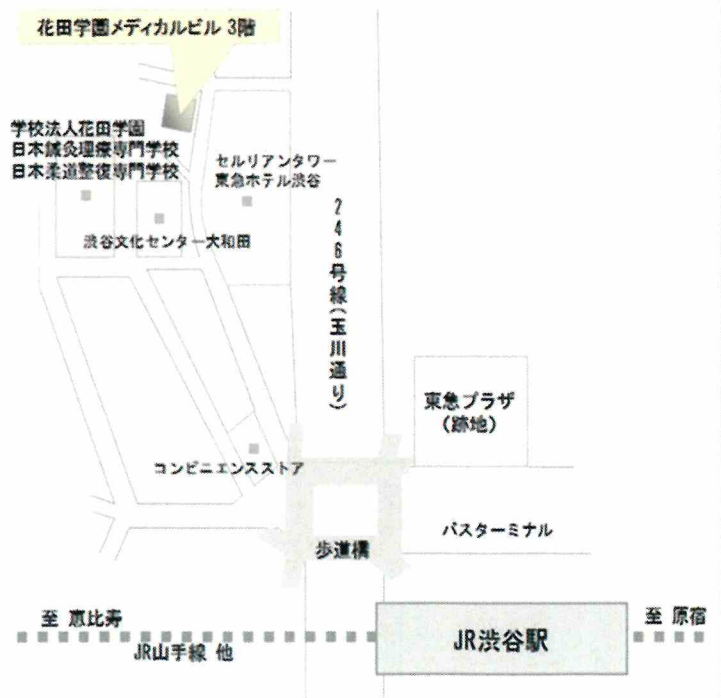 花田学園メディカルビル 3階
学校法人花田学園
日本鍼灸理療専門学校
日本柔道整復専門学校
セルリアンタワー
東急ホテル渋谷
渋谷文化センター大和田
246号線(玉川通り)
東急プラザ
(跡地)
コンビニエンスストア
バスターミナル
歩道橋
至 恵比寿
至 原宿
JR渋谷駅
JR山手線 他